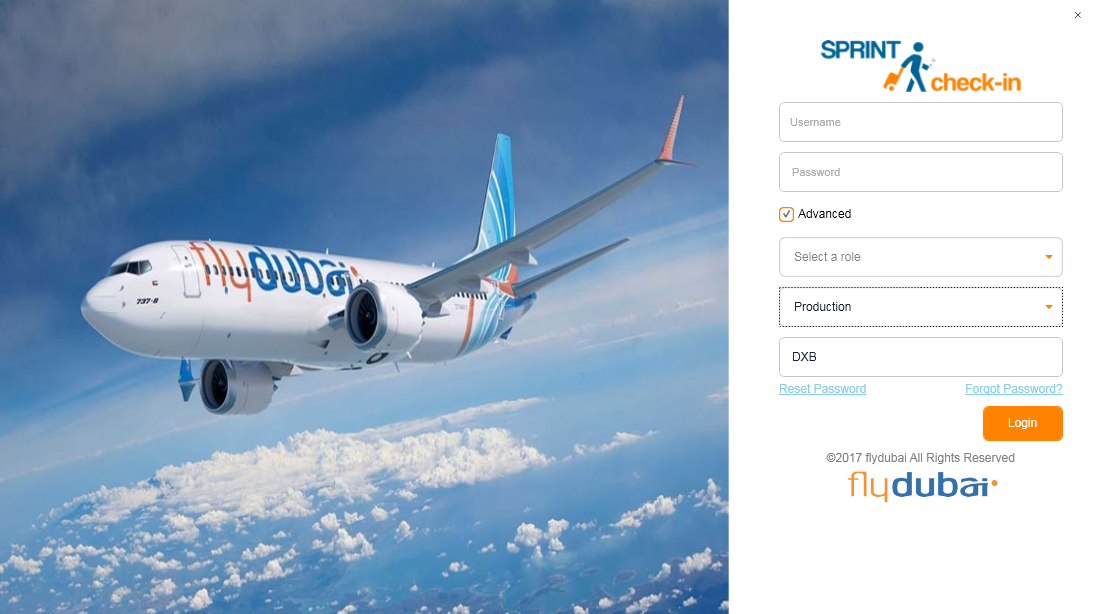 SPRINT
check-in
Username
Password
Advanced
Select a role
Production
DXB
Reset Password
Forgot Password?
Login
©2017 flydubai All Rights Reserved
flydubai
flydubai
737-8